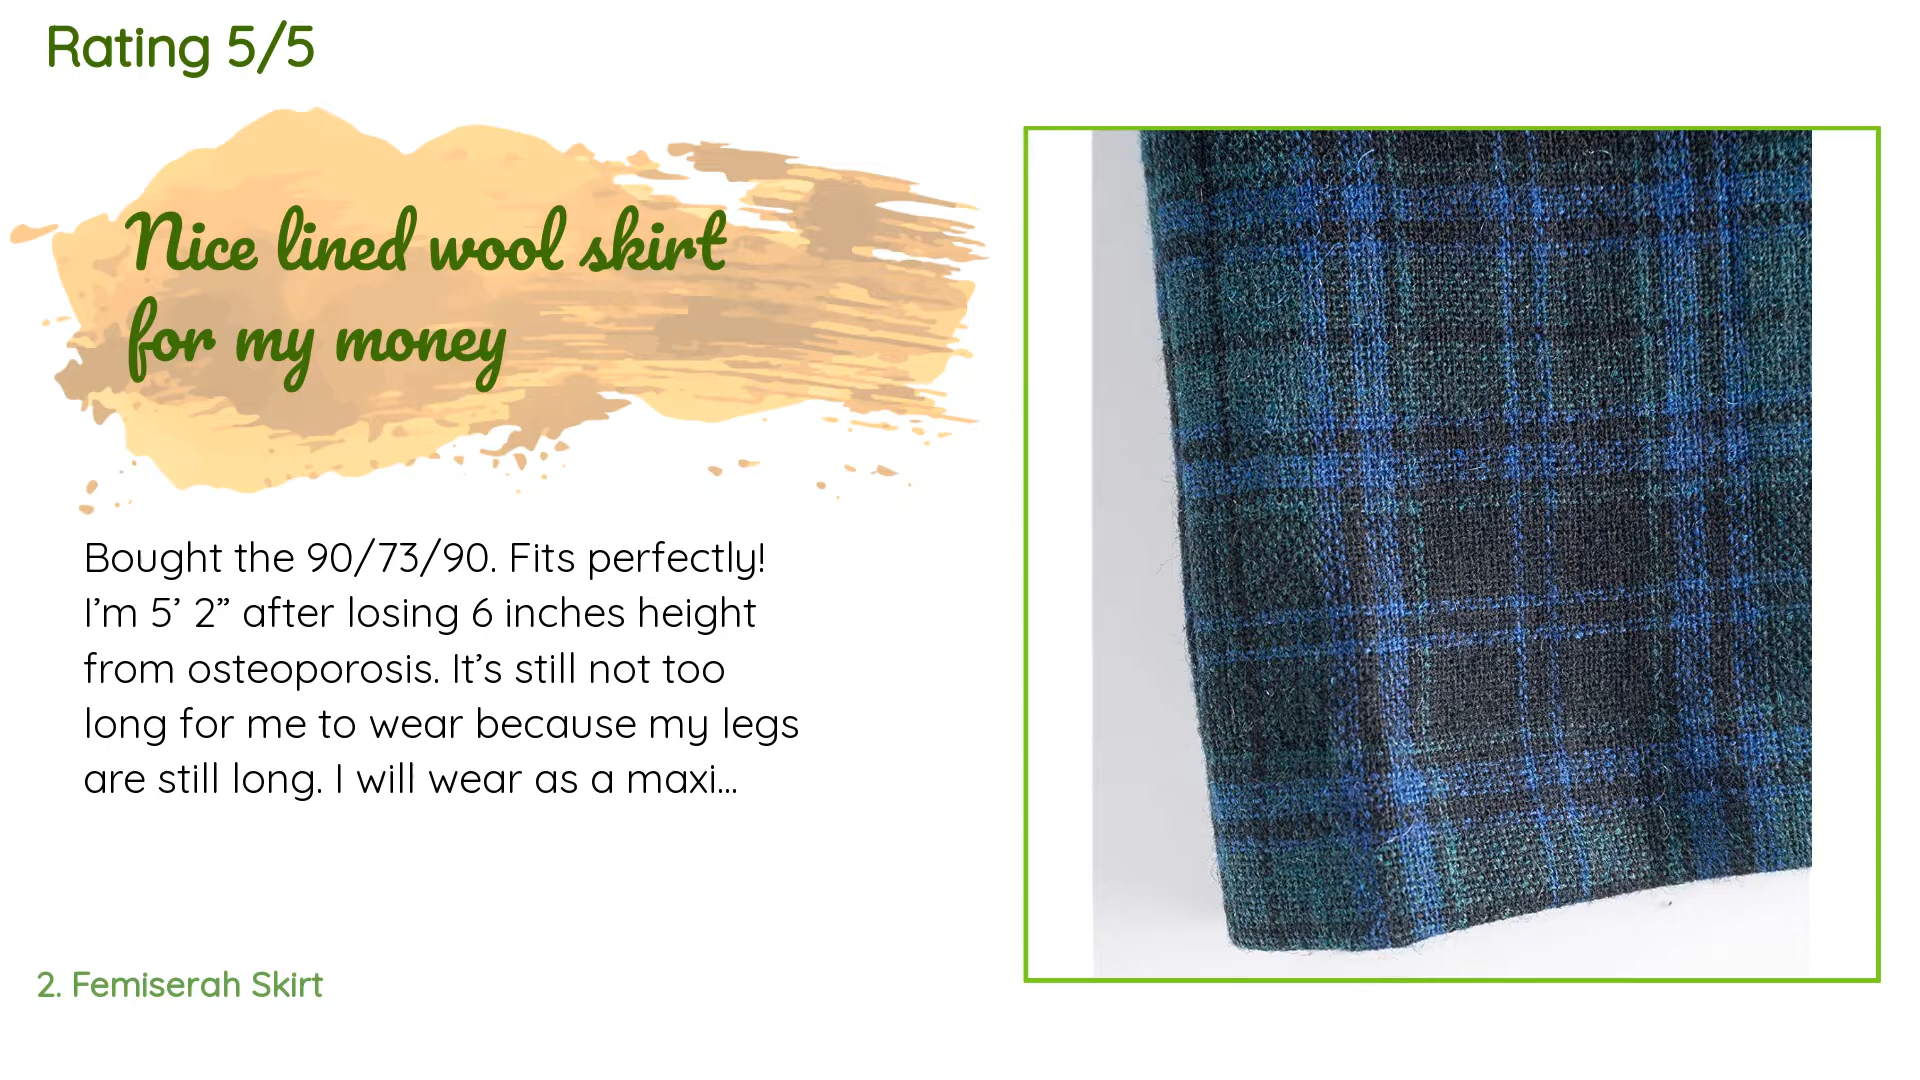 Rating 5/5
Nice lined wool skirt
for my money
Bought the 90/73/90. Fits perfectly!
I’m 5’ 2” after losing 6 inches height
from osteoporosis. It’s still not too
long for me to wear because my legs
are still long. I will wear as a maxi...
2. Femiserah Skirt